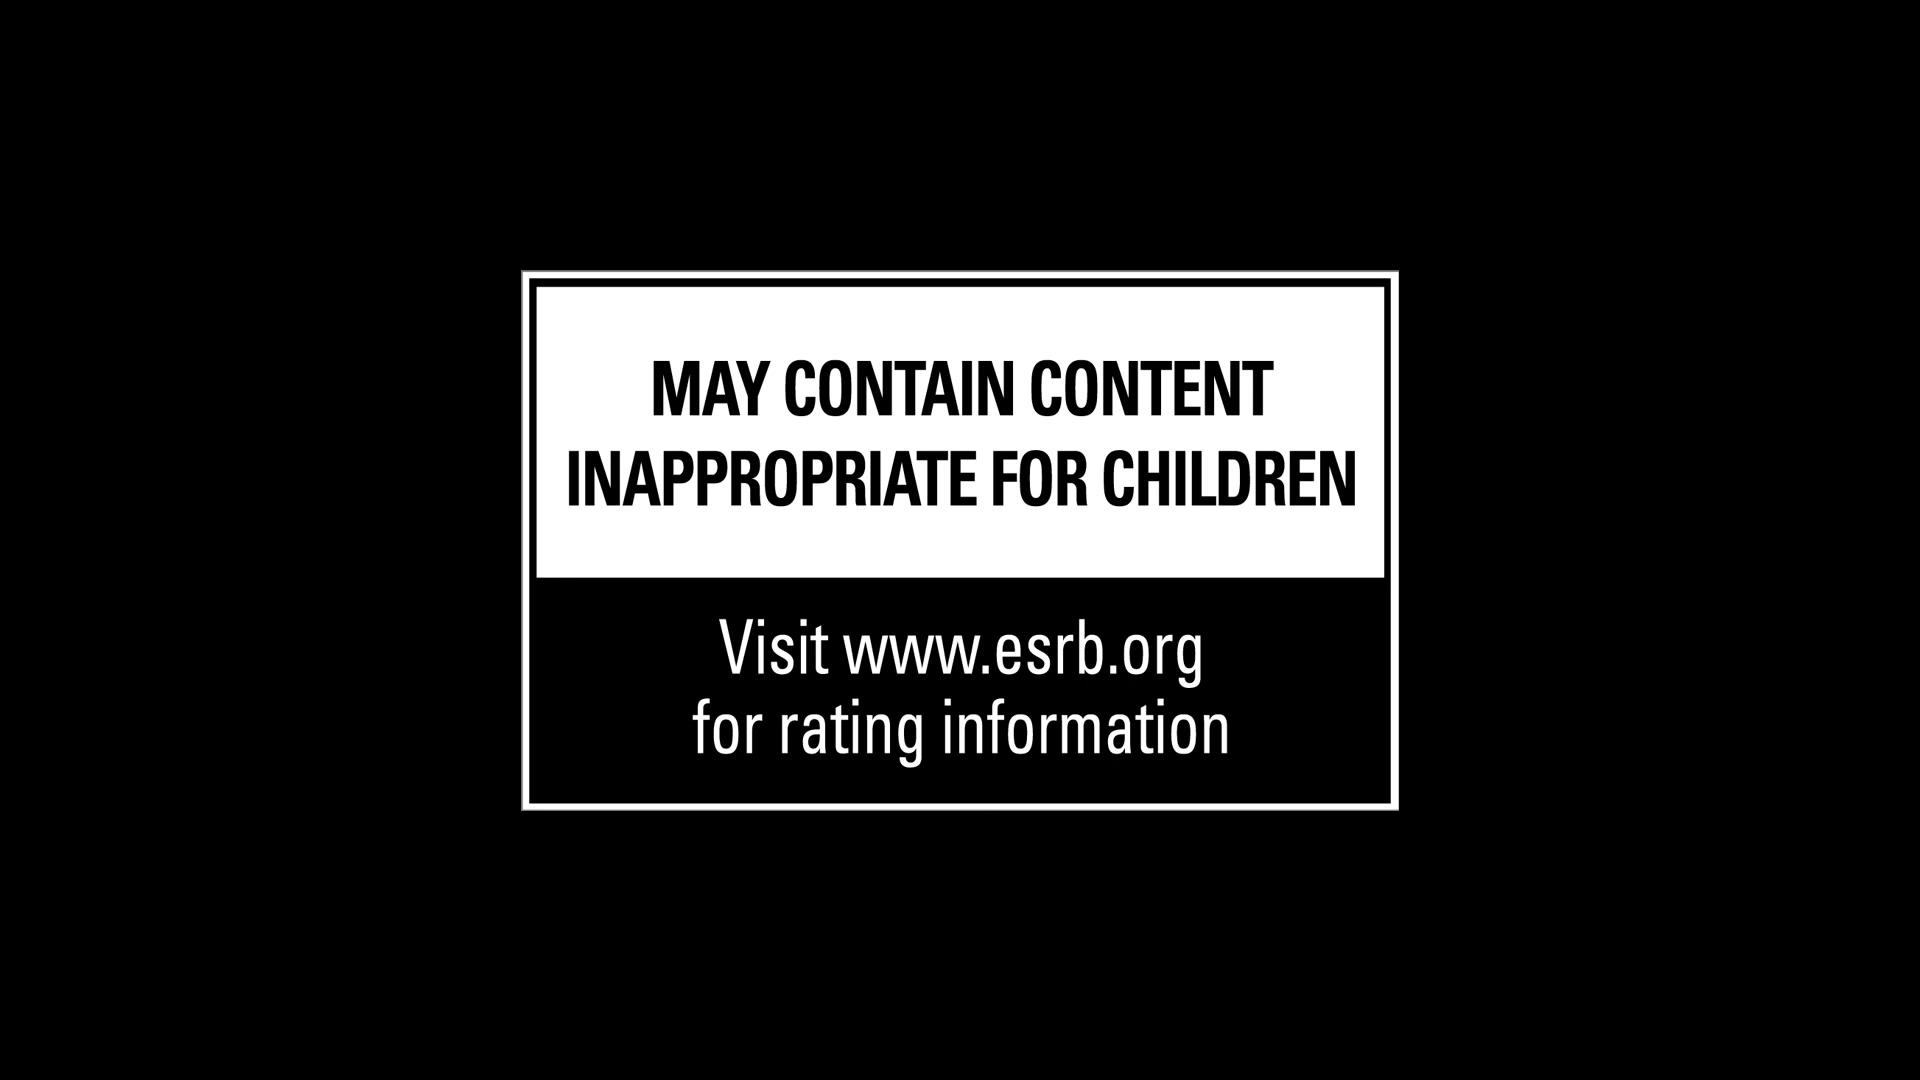 MAY CONTAIN CONTENT
INAPPROPRIATE FOR CHILDREN
Visit www.esrb.org
for rating information